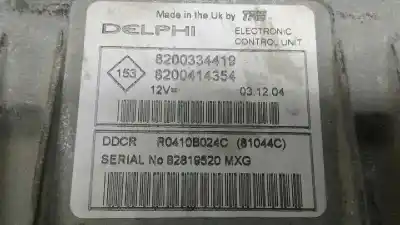 Made in the Uk by TRW
DELPHI
ELECTRONIC
CONTROL UNIT
153
8200334419
8200414354
12V=
03.12.04
DDCR R0410B024C (81044C)
SERIAL No 82819520 MXG